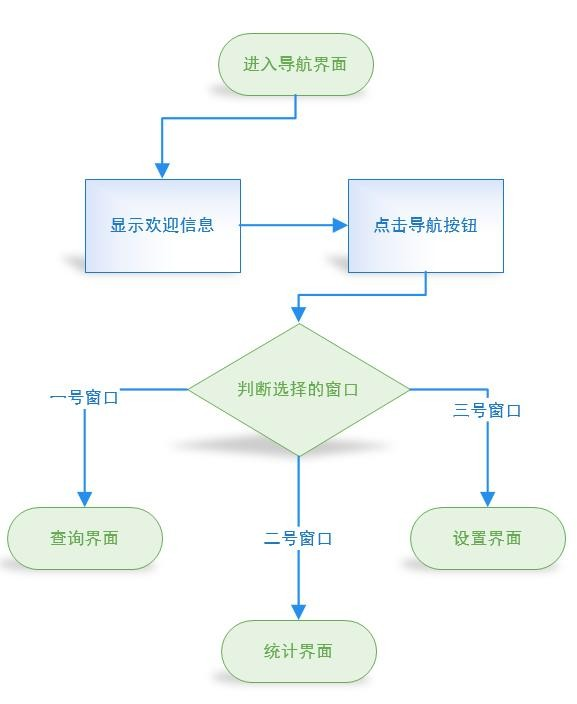 进入导航界面
显示欢迎信息
点击导航按钮
判断选择的窗口
一号窗口
三号窗口
查询界面
二号窗口
设置界面
统计界面